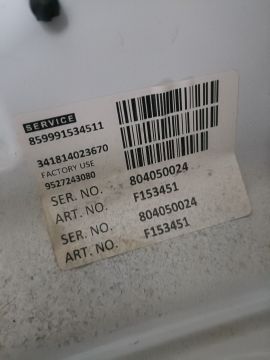 SERVICE
859991534511
341814023670
FACTORY USE
9527243080
SER. NO. 804050024
ART. NO. F153451
SER. NO. 804050024
ART. NO. F153451